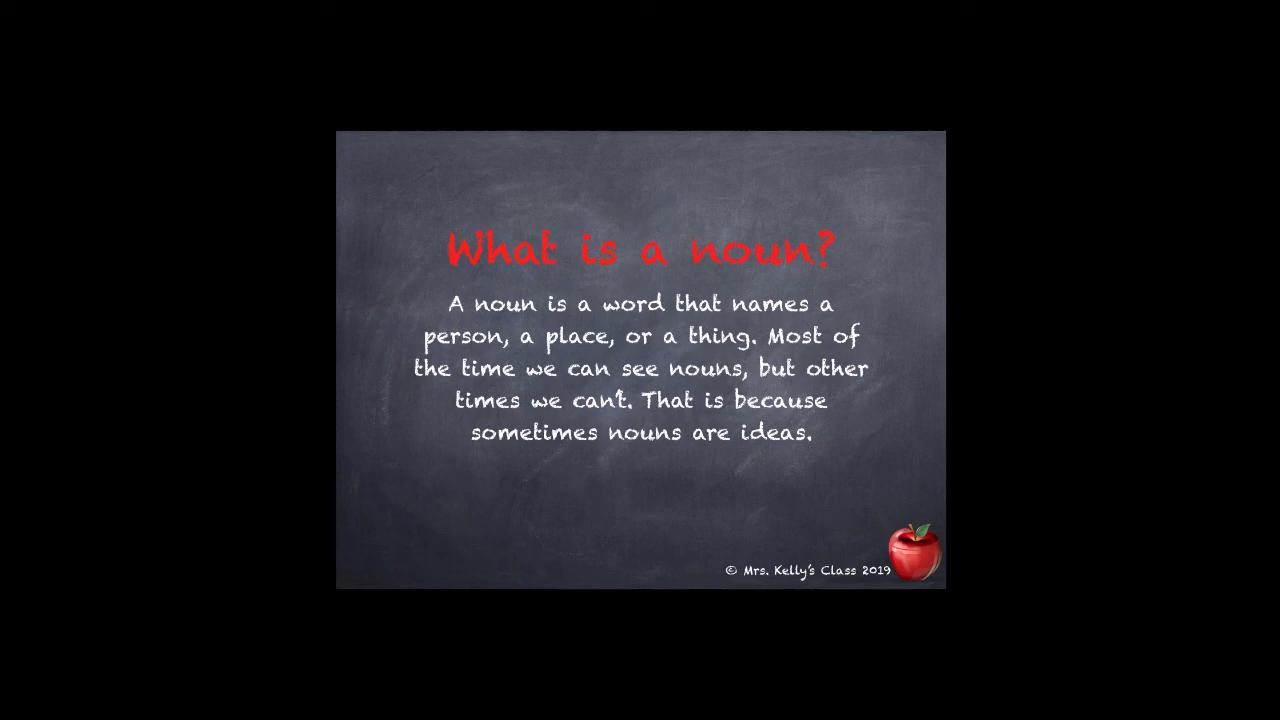 What is a noun?
A noun is a word that names a
person, a place, or a thing. Most of
the time we can see nouns, but other
times we can't. That is because
sometimes nouns are ideas.
© Mrs. Kelly's Class 2019